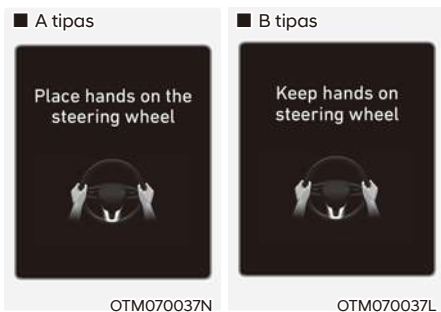 ■ A tipas
Place hands on the
steering wheel
OTM070037N
■ B tipas
Keep hands on
steering wheel
OTM070037L